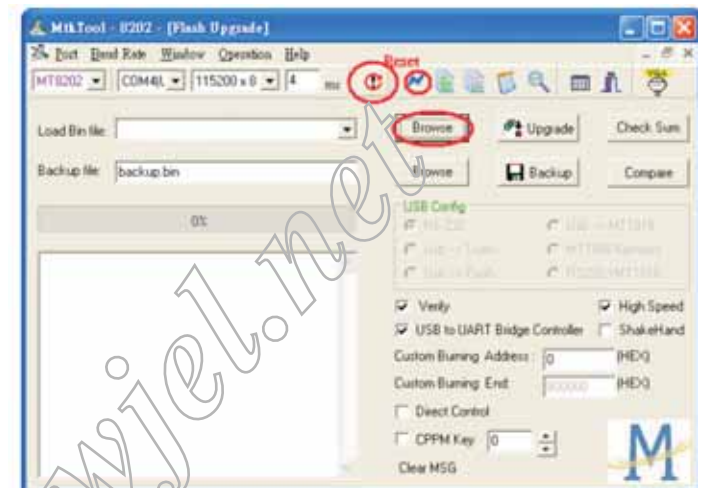 MtkTool - 8202 - [Flash Upgrade]
Port Baud Rate Window Operation Help
Reset
MT8202 115200 x 8 4 ms
Load Bin file: Browse Upgrade Check Sum
Backup file: backup.bin Browse Backup Compare
0%
USB Config
Verify High Speed
USB to UART Bridge Controller ShakeHand
Custom Burning Address : 0 (HEX)
Custom Burning End: (HEX)
Direct Control
CPPM Key 0
Clear MSG
M
wjel.net